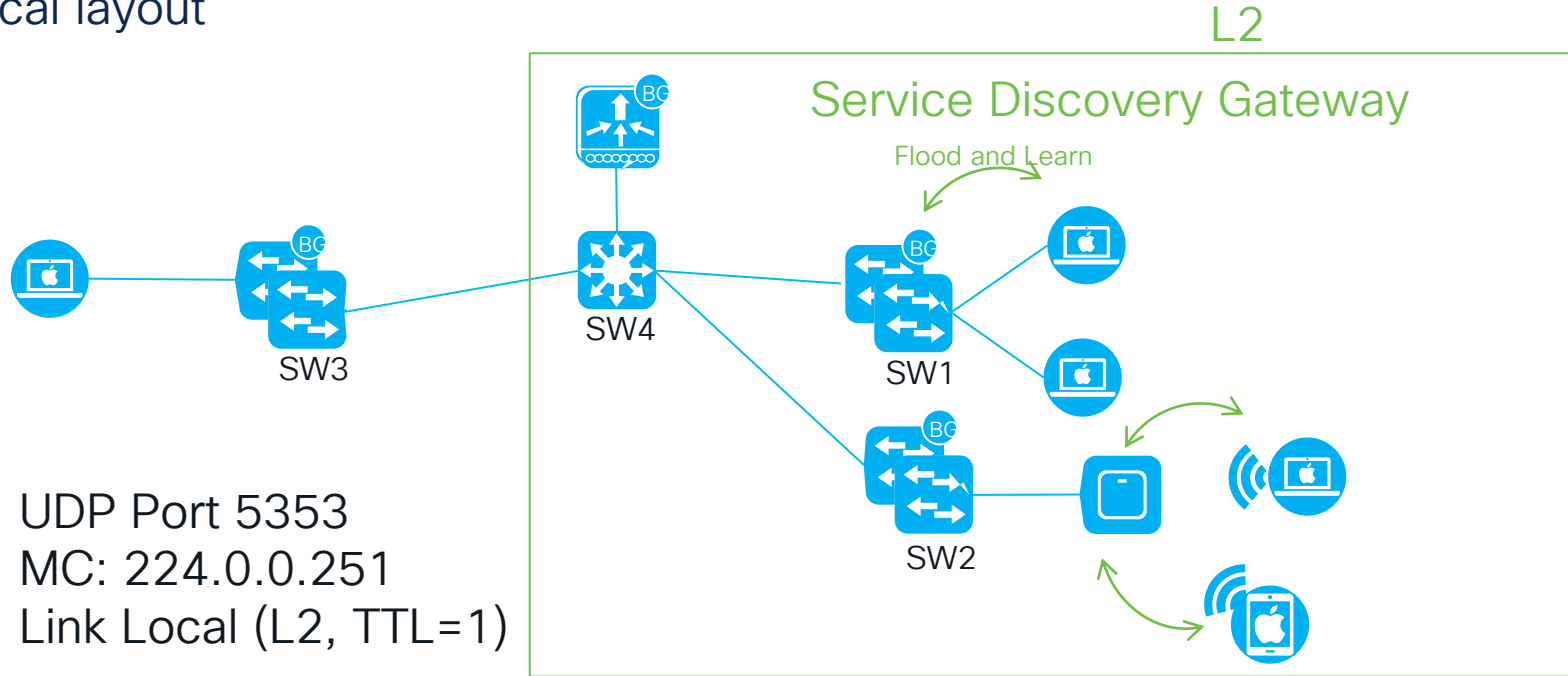 cal layout
L2
Service Discovery Gateway
Flood and Learn
BG
BG
BG
BG
SW3
SW4
SW1
SW2
UDP Port 5353
MC: 224.0.0.251
Link Local (L2, TTL=1)